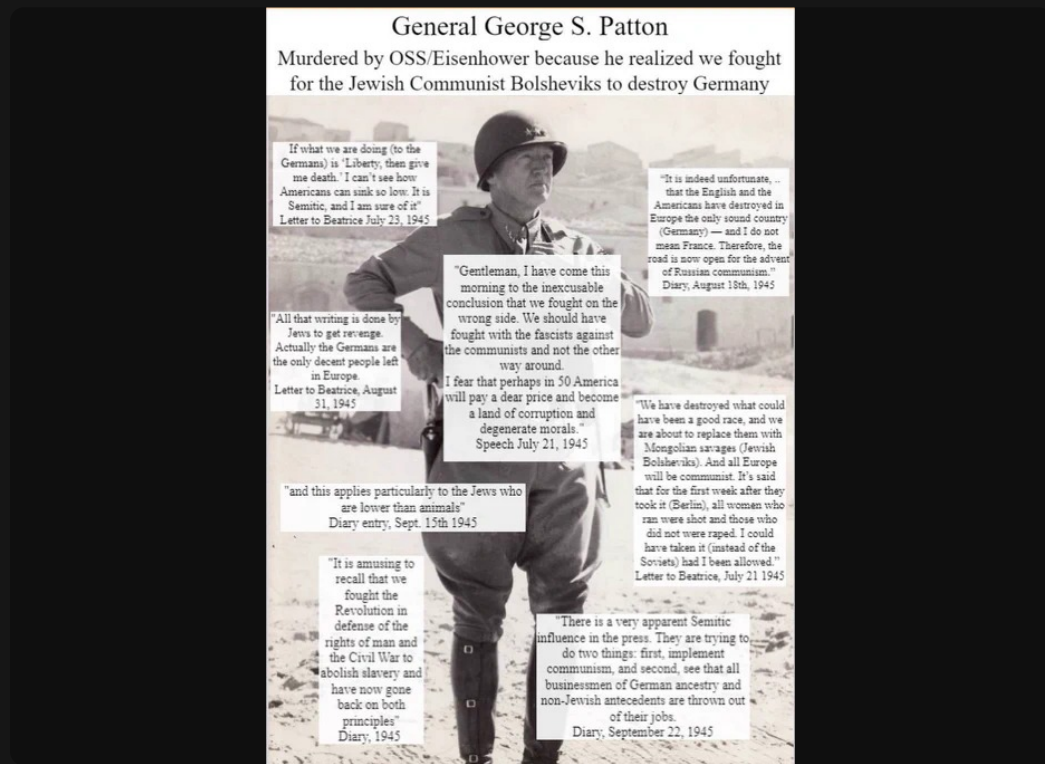 General George S. Patton
Murdered by OSS/Eisenhower because he realized we fought
for the Jewish Communist Bolsheviks to destroy Germany
If what we are doing (to the
Germans) is 'Liberty, then give
me death.' I can't see how
Americans can sink so low. It is
Semitic, and I am sure of it"
Letter to Beatrice July 23, 1945
"It is indeed unfortunate, ..
that the English and the
Americans have destroyed in
Europe the only sound country
(Germany) — and I do not
mean France. Therefore, the
road is now open for the advent
of Russian communism."
Diary, August 18th, 1945
"Gentleman, I have come this
morning to the inexcusable
conclusion that we fought on the
wrong side. We should have
fought with the fascists against
the communists and not the other
way around.
I fear that perhaps in 50 America
will pay a dear price and become
a land of corruption and
degenerate morals."
Speech July 21, 1945
"All that writing is done by
Jews to get revenge.
Actually the Germans are
the only decent people left
in Europe.
Letter to Beatrice, August
31, 1945
"We have destroyed what could
have been a good race, and we
are about to replace them with
Mongolian savages (Jewish
Bolsheviks). And all Europe
will be communist. It's said
that for the first week after they
took it (Berlin), all women who
ran were shot and those who
did not were raped. I could
have taken it (instead of the
Soviets) had I been allowed."
Letter to Beatrice, July 21 1945
"and this applies particularly to the Jews who
are lower than animals"
Diary entry, Sept. 15th 1945
"It is amusing to
recall that we
fought the
Revolution in
defense of the
rights of man and
the Civil War to
abolish slavery and
have now gone
back on both
principles"
Diary, 1945
"There is a very apparent Semitic
influence in the press. They are trying to
do two things: first, implement
communism, and second, see that all
businessmen of German ancestry and
non-Jewish antecedents are thrown out
of their jobs.
Diary, September 22, 1945